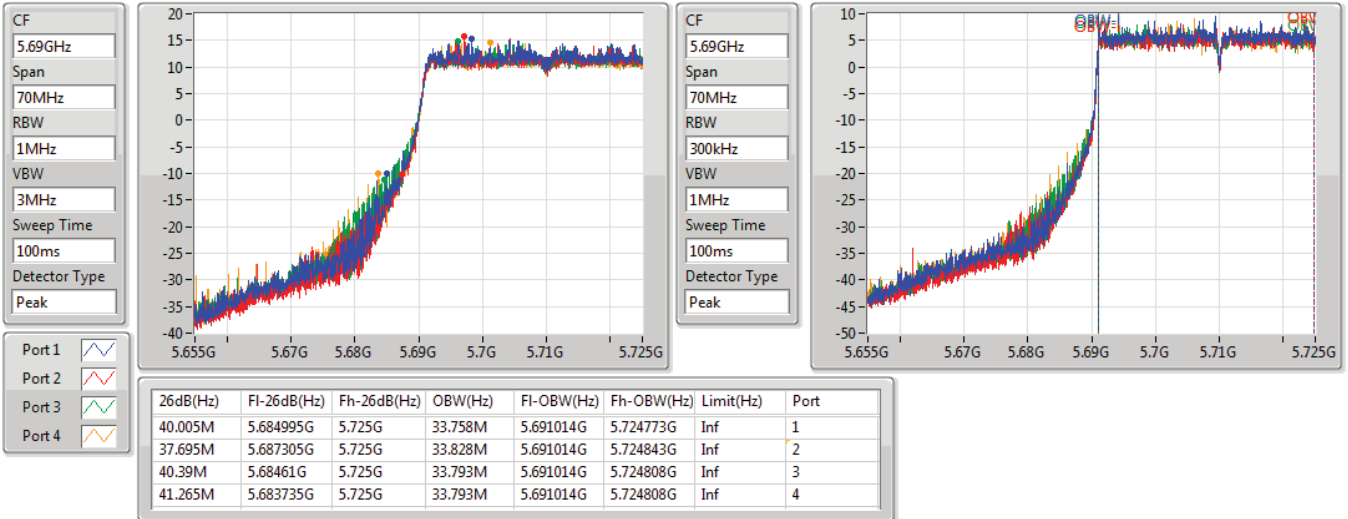 CF
5.69GHz
Span
70MHz
RBW
1MHz
VBW
3MHz
Sweep Time
100ms
Detector Type
Peak
20
15
10
5
0
-5
-10
-15
-20
-25
-30
-35
-40
5.655G 5.67G 5.68G 5.69G 5.7G 5.71G 5.725G
CF
5.69GHz
Span
70MHz
RBW
300kHz
VBW
1MHz
Sweep Time
100ms
Detector Type
Peak
10
5
0
-5
-10
-15
-20
-25
-30
-35
-40
-45
-50
5.655G 5.67G 5.68G 5.69G 5.7G 5.71G 5.725G
Port 1
Port 2
Port 3
Port 4
26dB(Hz) Fl-26dB(Hz) Fh-26dB(Hz) OBW(Hz) Fl-OBW(Hz) Fh-OBW(Hz) Limit(Hz) Port
40.005M 5.684995G 5.725G 33.758M 5.691014G 5.724773G Inf 1
37.695M 5.687305G 5.725G 33.828M 5.691014G 5.724843G Inf 2
40.39M 5.68461G 5.725G 33.793M 5.691014G 5.724808G Inf 3
41.265M 5.683735G 5.725G 33.793M 5.691014G 5.724808G Inf 4